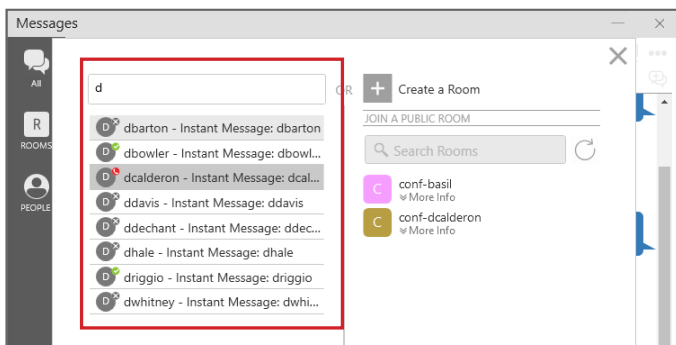 Messages
All
R
ROOMS
PEOPLE
d
D dbarton - Instant Message: dbarton
D dbowler - Instant Message: dbowl...
D dcalderon - Instant Message: dcal...
D ddavis - Instant Message: ddavis
D ddechant - Instant Message: ddec...
D dhale - Instant Message: dhale
D driggio - Instant Message: driggio
D dwhitney - Instant Message: dwhi...
OR
Create a Room
JOIN A PUBLIC ROOM
Search Rooms
C conf-basil
More Info
C conf-dcalderon
More Info